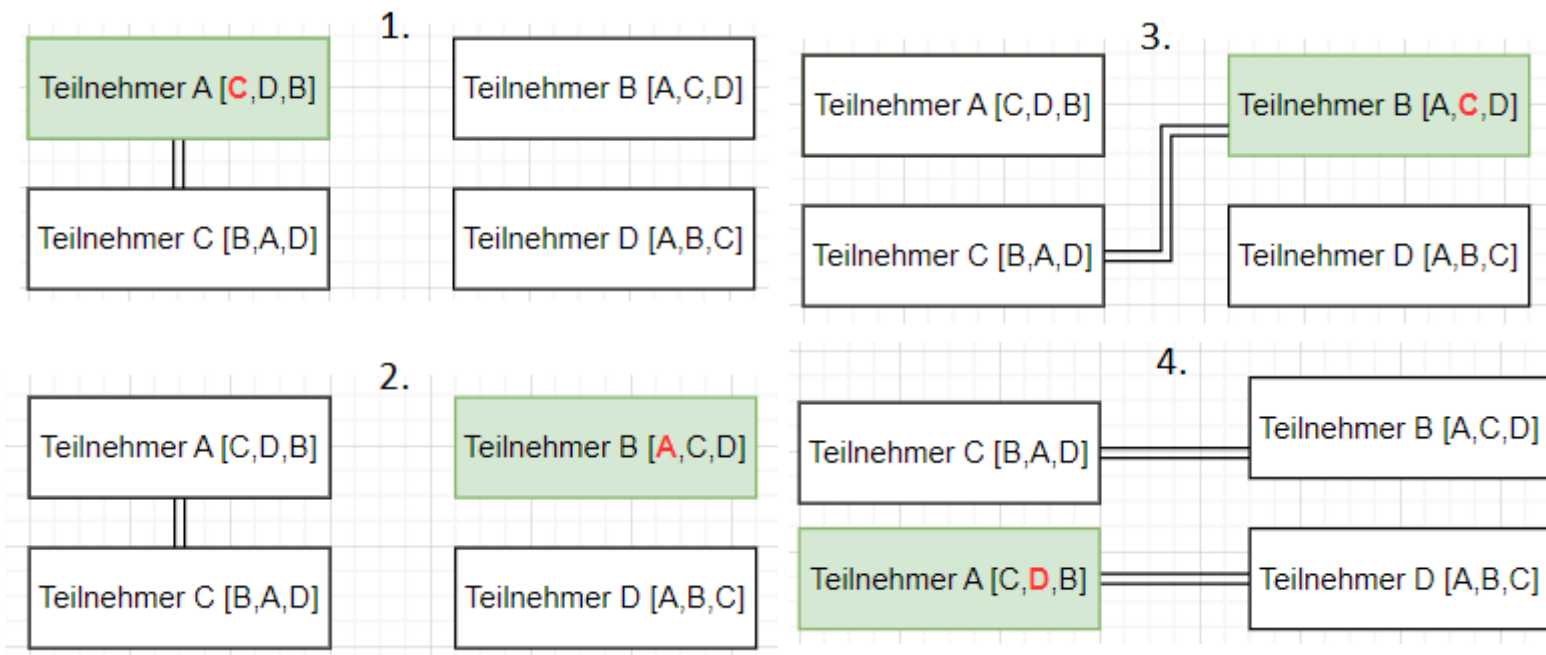 1.
Teilnehmer A [C,D,B]
Teilnehmer B [A,C,D]
Teilnehmer C [B,A,D]
Teilnehmer D [A,B,C]
2.
Teilnehmer A [C,D,B]
Teilnehmer B [A,C,D]
Teilnehmer C [B,A,D]
Teilnehmer D [A,B,C]
3.
Teilnehmer A [C,D,B]
Teilnehmer B [A,C,D]
Teilnehmer C [B,A,D]
Teilnehmer D [A,B,C]
4.
Teilnehmer C [B,A,D]
Teilnehmer B [A,C,D]
Teilnehmer A [C,D,B]
Teilnehmer D [A,B,C]